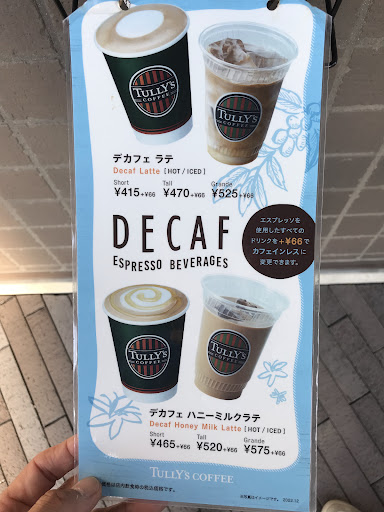 TULLY'S
COFFEE
TULLY'S
COFFEE
デカフェ ラテ
Decaf Latte [HOT / ICED]
Short Tall Grande
¥415+¥66 ¥470+¥66 ¥525+¥66
DECAF
ESPRESSO BEVERAGES
エスプレッソを
使用したすべての
ドリンクを+¥66で
カフェインレスに
変更できます。
TULLY'S
COFFEE
TULLY'S
COFFEE
デカフェ ハニーミルクラテ
Decaf Honey Milk Latte [HOT / ICED]
Short Tall Grande
¥465+¥66 ¥520+¥66 ¥575+¥66
TULLY'S COFFEE